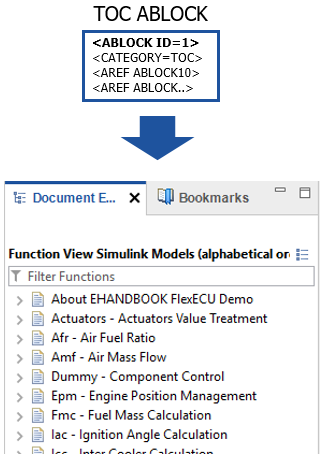 TOC ABLOCK
<ABLOCK ID=1>
<CATEGORY=TOC>
<AREF ABLOCK10>
<AREF ABLOCK..>
Document E...
Bookmarks
Function View Simulink Models (alphabetical or
Filter Functions
About EHANDBOOK FlexECU Demo
Actuators - Actuators Value Treatment
Afr - Air Fuel Ratio
Amf - Air Mass Flow
Dummy - Component Control
Epm - Engine Position Management
Fmc - Fuel Mass Calculation
Iac - Ignition Angle Calculation
Icc - Inter Cooler Calculation